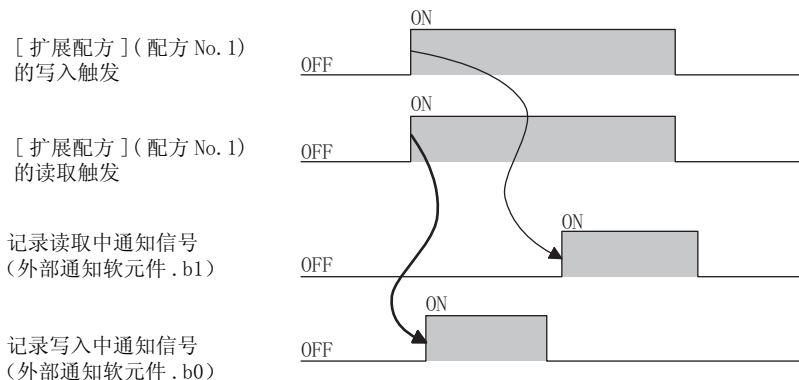 ON
[扩展配方](配方 No. 1)
的写入触发
OFF
ON
[扩展配方](配方 No. 1)
的读取触发
OFF
ON
记录读取中通知信号
(外部通知软元件.b1)
OFF
ON
记录写入中通知信号
(外部通知软元件.b0)
OFF